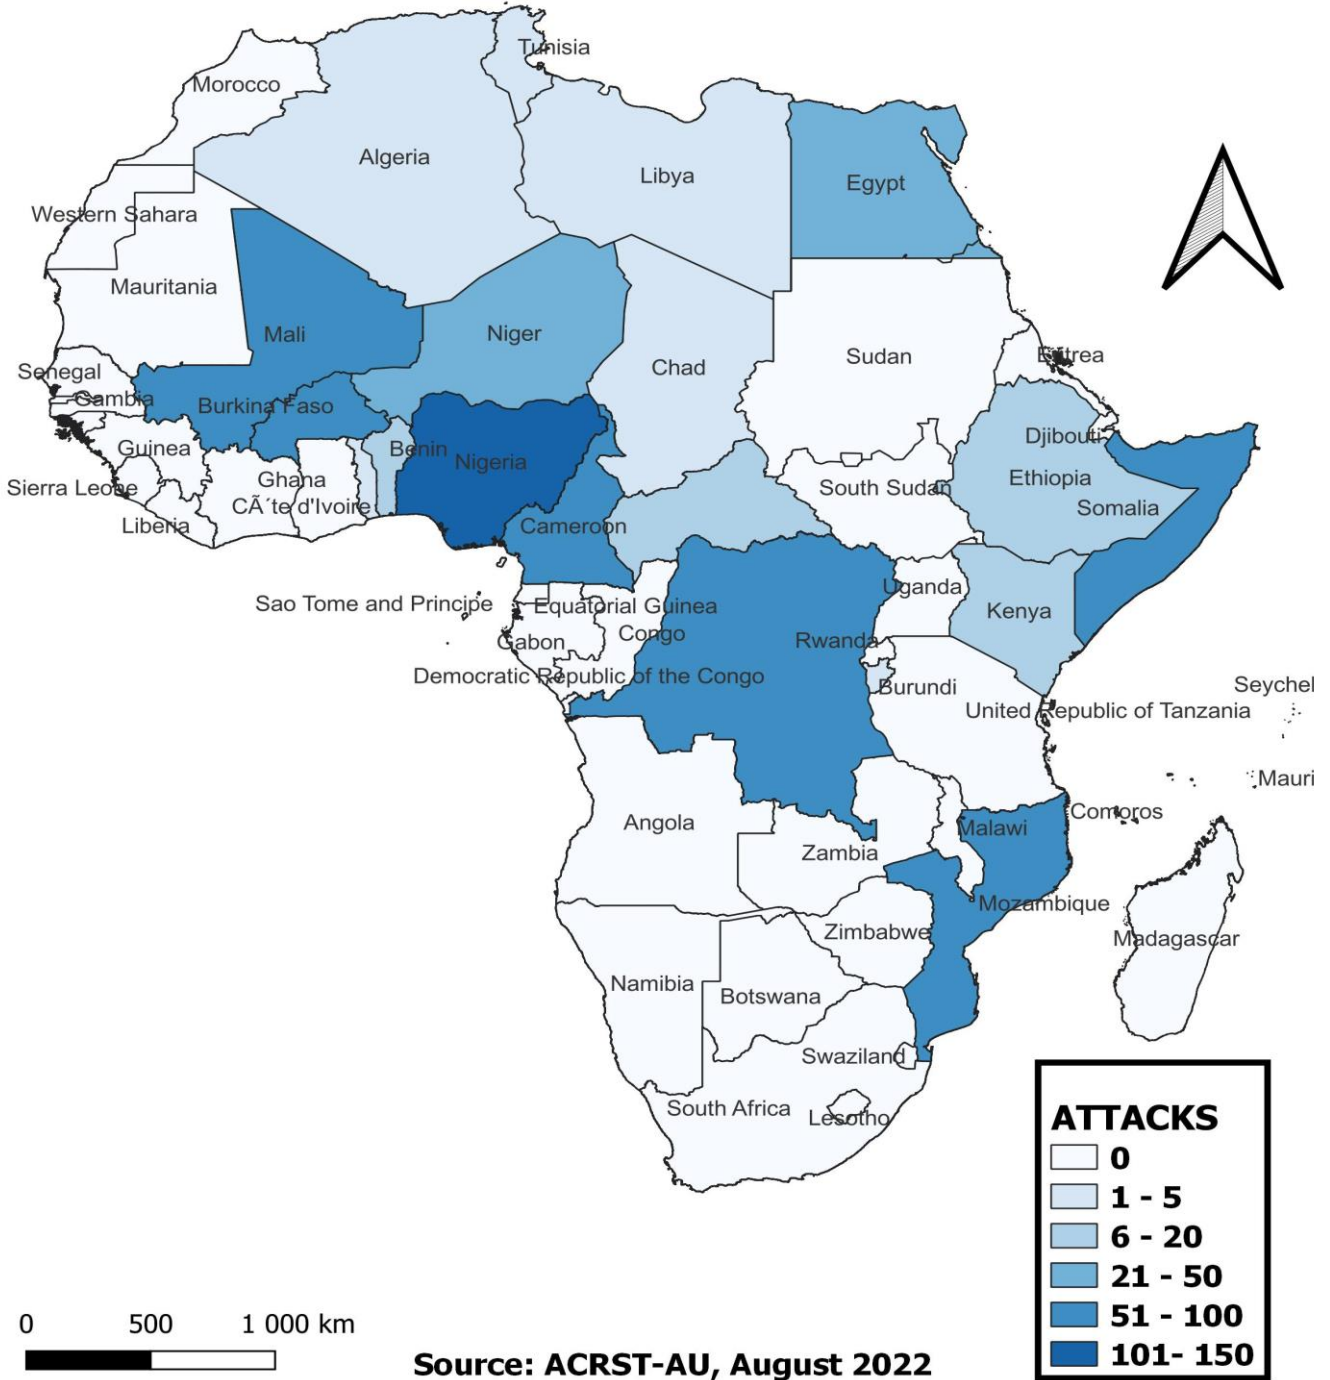 Tunisia
Morocco
Algeria
Libya
Egypt
Western Sahara
Mauritania
Mali
Niger
Chad
Sudan
Eritrea
Senegal
Gambia
Burkina Faso
Djibouti
Guinea
Benin
Nigeria
Ghana
South Sudan
Ethiopia
Sierra Leone
CÃ´te d'Ivoire
Somalia
Liberia
Cameroon
Uganda
Sao Tome and Principe
Equatorial Guinea
Kenya
Gabon
Congo
Rwanda
Democratic Republic of the Congo
Burundi
Seychel
United Republic of Tanzania
Mauri
Angola
Malawi
Comoros
Zambia
Mozambique
Zimbabwe
Madagascar
Namibia
Botswana
Swaziland
South Africa
Lesotho
ATTACKS
0
1 - 5
6 - 20
21 - 50
51 - 100
101- 150
0 500 1 000 km
Source: ACRST-AU, August 2022